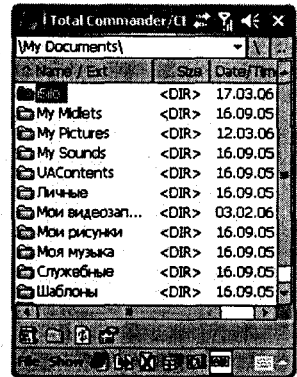 Total Commander/CE
\My Documents\
Name / Ext Size Date/Tim
<DIR> 17.03.06
My Midlets <DIR> 16.09.05
My Pictures <DIR> 12.03.06
My Sounds <DIR> 16.09.05
UAContents <DIR> 16.09.05
Личные <DIR> 16.09.05
Мои видеозап... <DIR> 03.02.06
Мои рисунки <DIR> 16.09.05
Моя музыка <DIR> 16.09.05
Служебные <DIR> 16.09.05
Шаблоны <DIR> 16.09.05
File Show